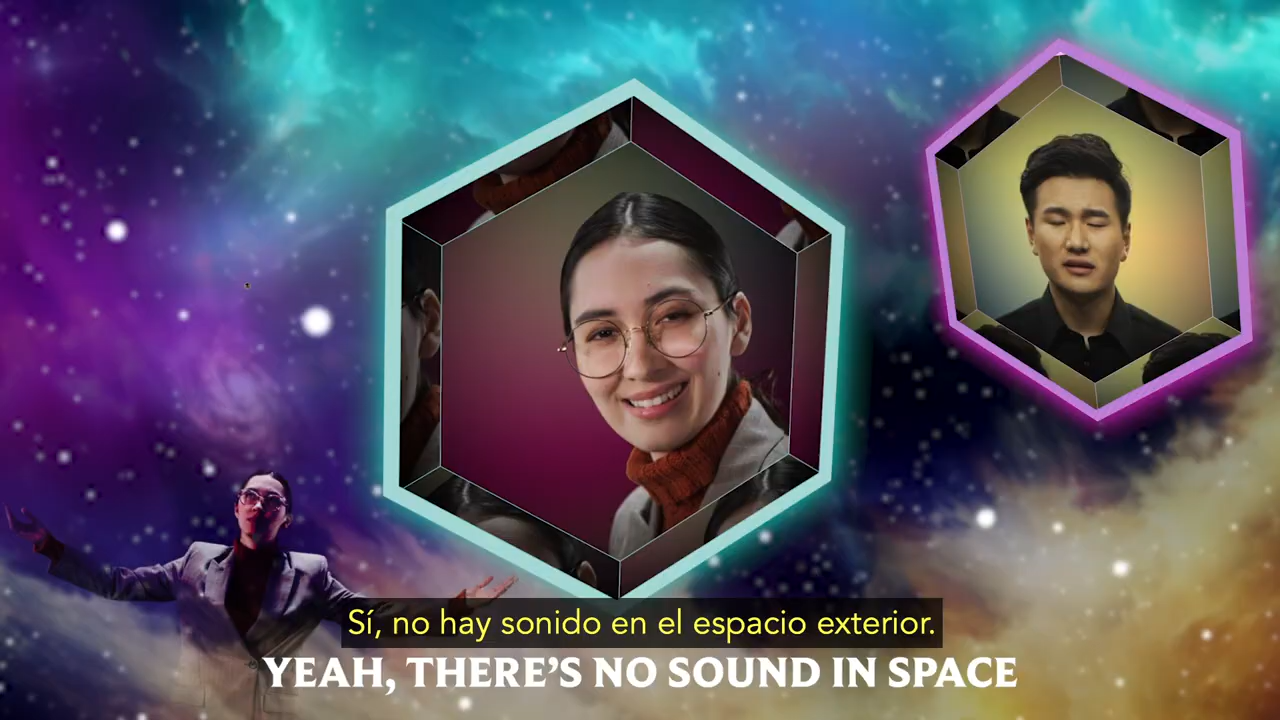 Sí, no hay sonido en el espacio exterior.
YEAH, THERE'S NO SOUND IN SPACE